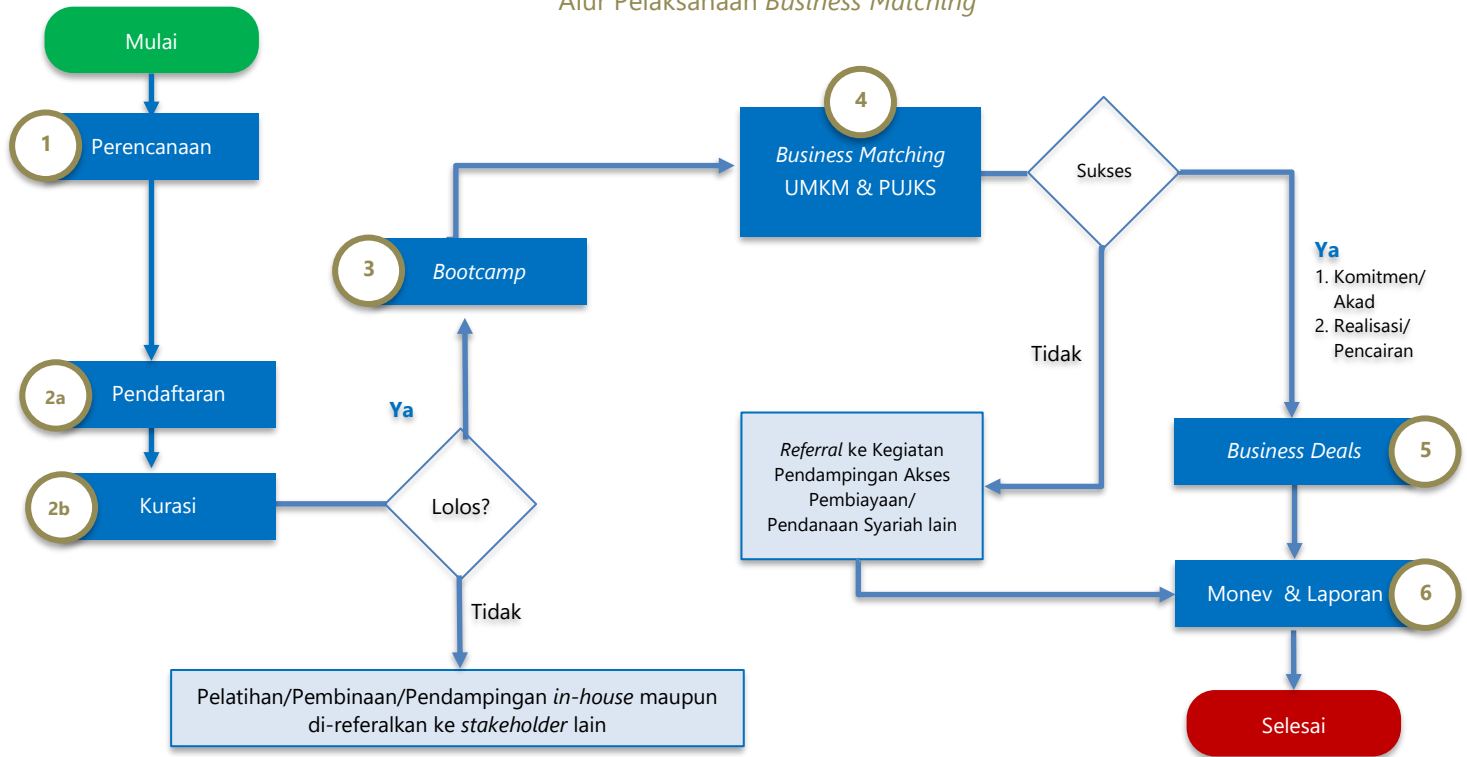 Alur Pelaksanaan Business Matching
Mulai
1
Perencanaan
2a
Pendaftaran
2b
Kurasi
Lolos?
Ya
Tidak
Pelatihan/Pembinaan/Pendampingan in-house maupun
di-referalkan ke stakeholder lain
3
Bootcamp
4
Business Matching
UMKM & PUJKS
Sukses
Tidak
Referral ke Kegiatan
Pendampingan Akses
Pembiayaan/
Pendanaan Syariah lain
Ya
1. Komitmen/
Akad
2. Realisasi/
Pencairan
Business Deals
5
Monev & Laporan
6
Selesai